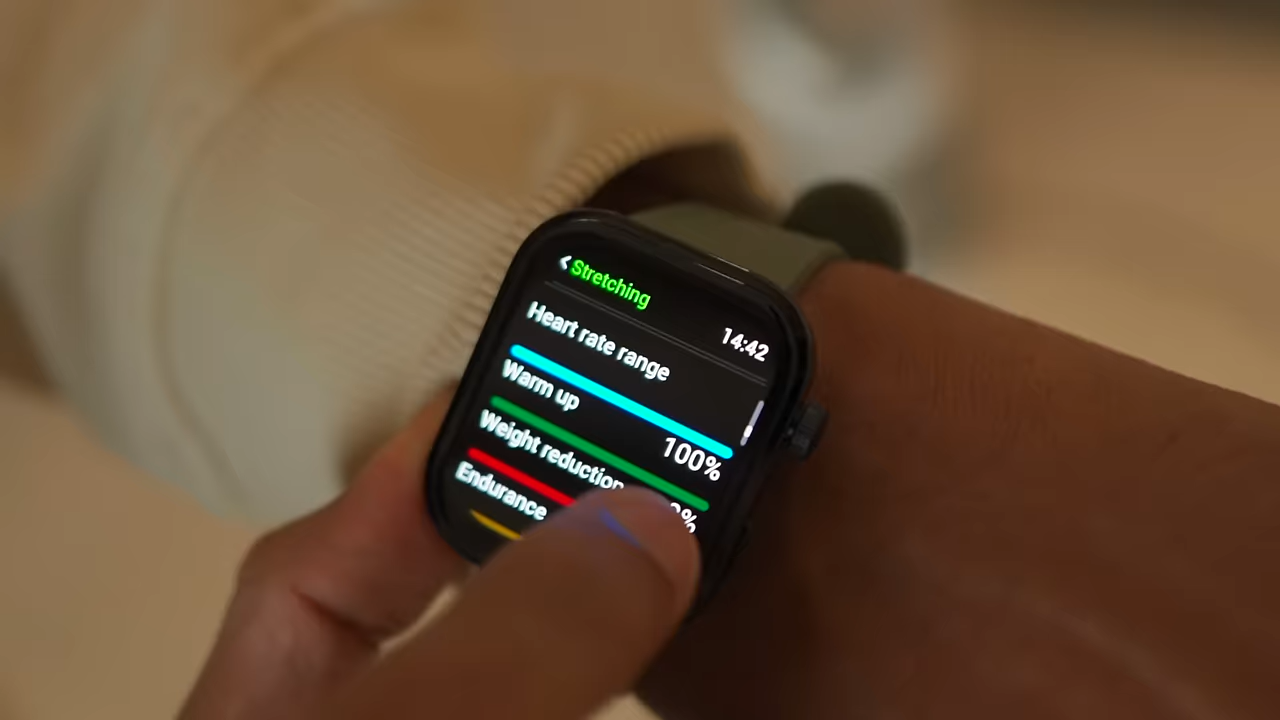 < Stretching
14:42
Heart rate range
Warm up
100%
Weight reduction
%
Endurance